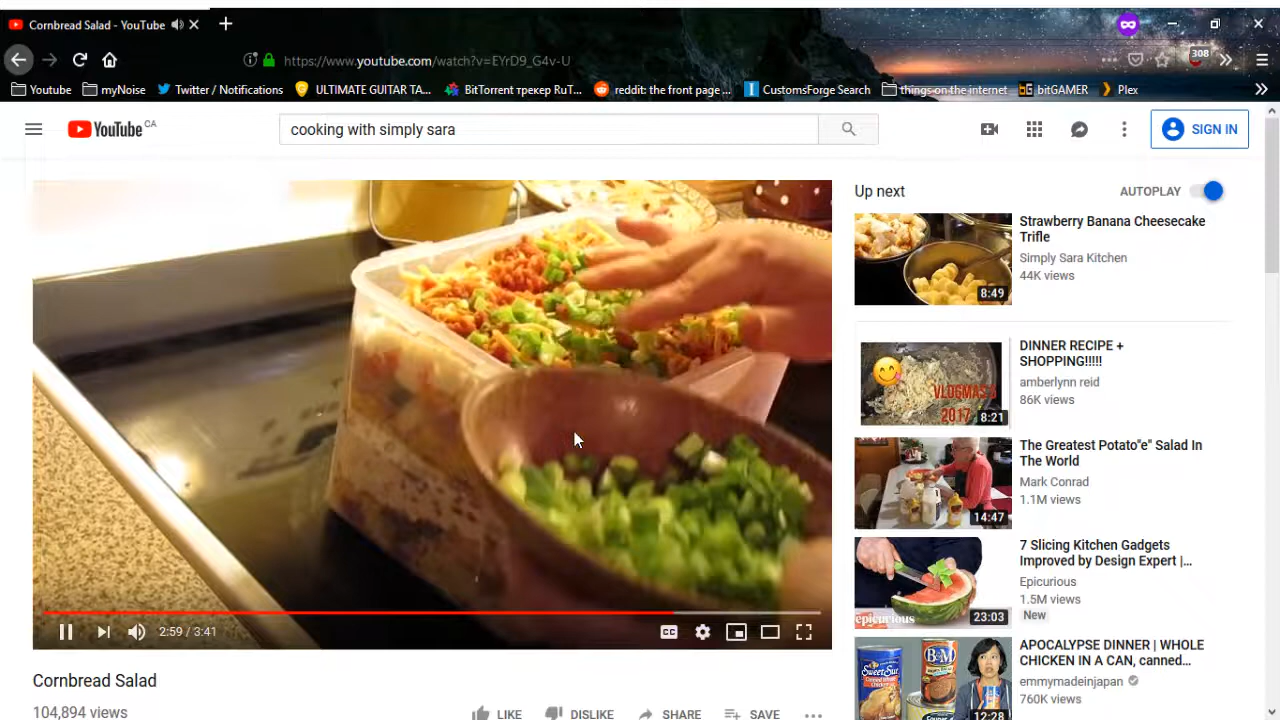 Cornbread Salad - YouTube
https://www.youtube.com/watch?v=EYrD9_G4v-U
308
Youtube
myNoise
Twitter / Notifications
ULTIMATE GUITAR TA...
BitTorrent трекер RuT...
reddit: the front page ...
CustomsForge Search
things on the internet
bG bitGAMER
Plex
YouTube CA
cooking with simply sara
SIGN IN
Up next
AUTOPLAY
Strawberry Banana Cheesecake
Trifle
Simply Sara Kitchen
44K views
8:49
DINNER RECIPE +
SHOPPING!!!!!
amberlynn reid
86K views
VLOGMAS 3
2017
8:21
The Greatest Potato"e" Salad In
The World
Mark Conrad
1.1M views
14:47
7 Slicing Kitchen Gadgets
Improved by Design Expert |...
Epicurious
1.5M views
New
epicurious
23:03
APOCALYPSE DINNER | WHOLE
CHICKEN IN A CAN, canned...
emmymadeinjapan
760K views
SweetSue
B&M
12:28
2:59 / 3:41
CC
Cornbread Salad
104,894 views
LIKE
DISLIKE
SHARE
SAVE